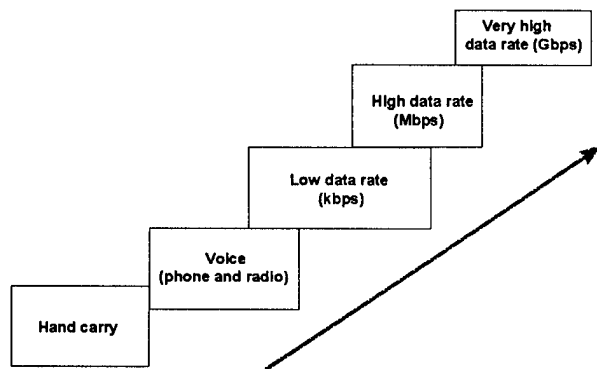 Very high
data rate (Gbps)
High data rate
(Mbps)
Low data rate
(kbps)
Voice
(phone and radio)
Hand carry